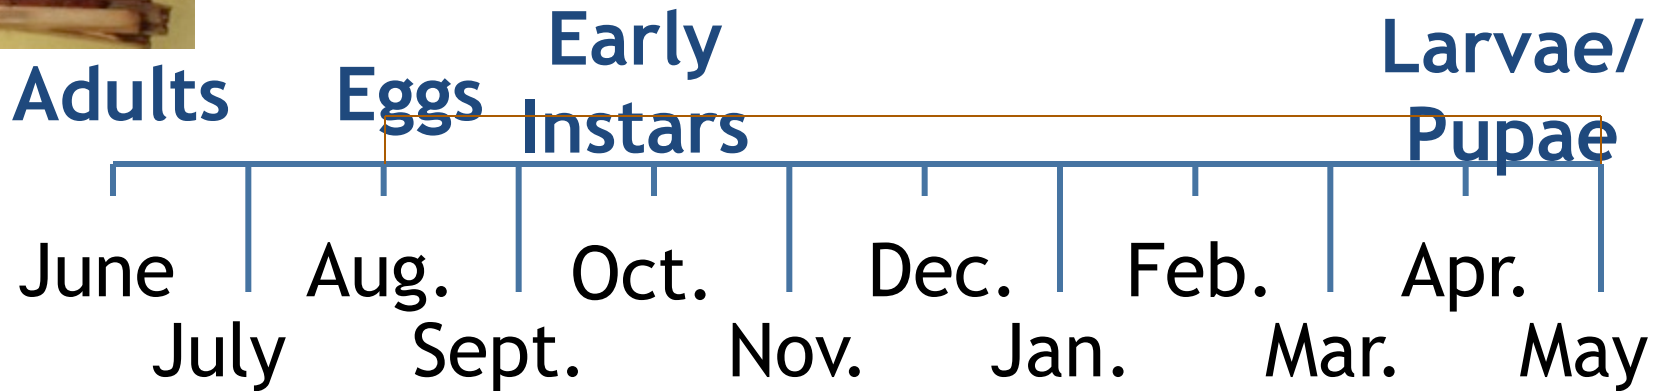 Adults
Eggs
Early
Instars
Larvae/
Pupae
June
July
Aug.
Sept.
Oct.
Nov.
Dec.
Jan.
Feb.
Mar.
Apr.
May